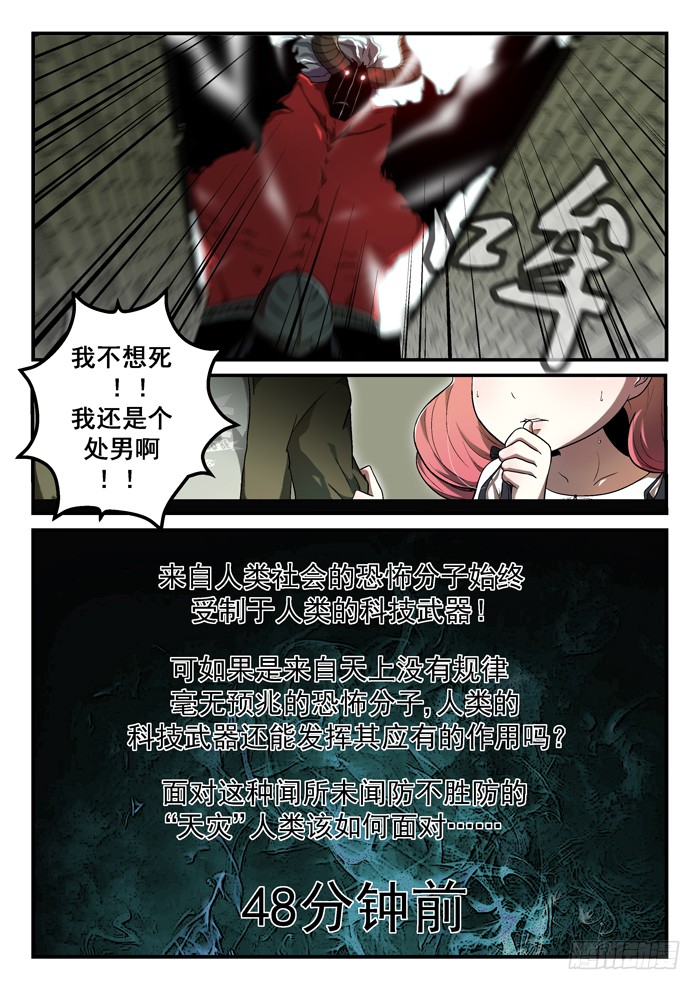 呼
我不想死
！！
我还是个
处男啊
！！
来自人类社会的恐怖分子始终
受制于人类的科技武器！
可如果是来自天上没有规律
毫无预兆的恐怖分子,人类的
科技武器还能发挥其应有的作用吗?
面对这种闻所未闻防不胜防的
“天灾”人类该如何面对……
48分钟前